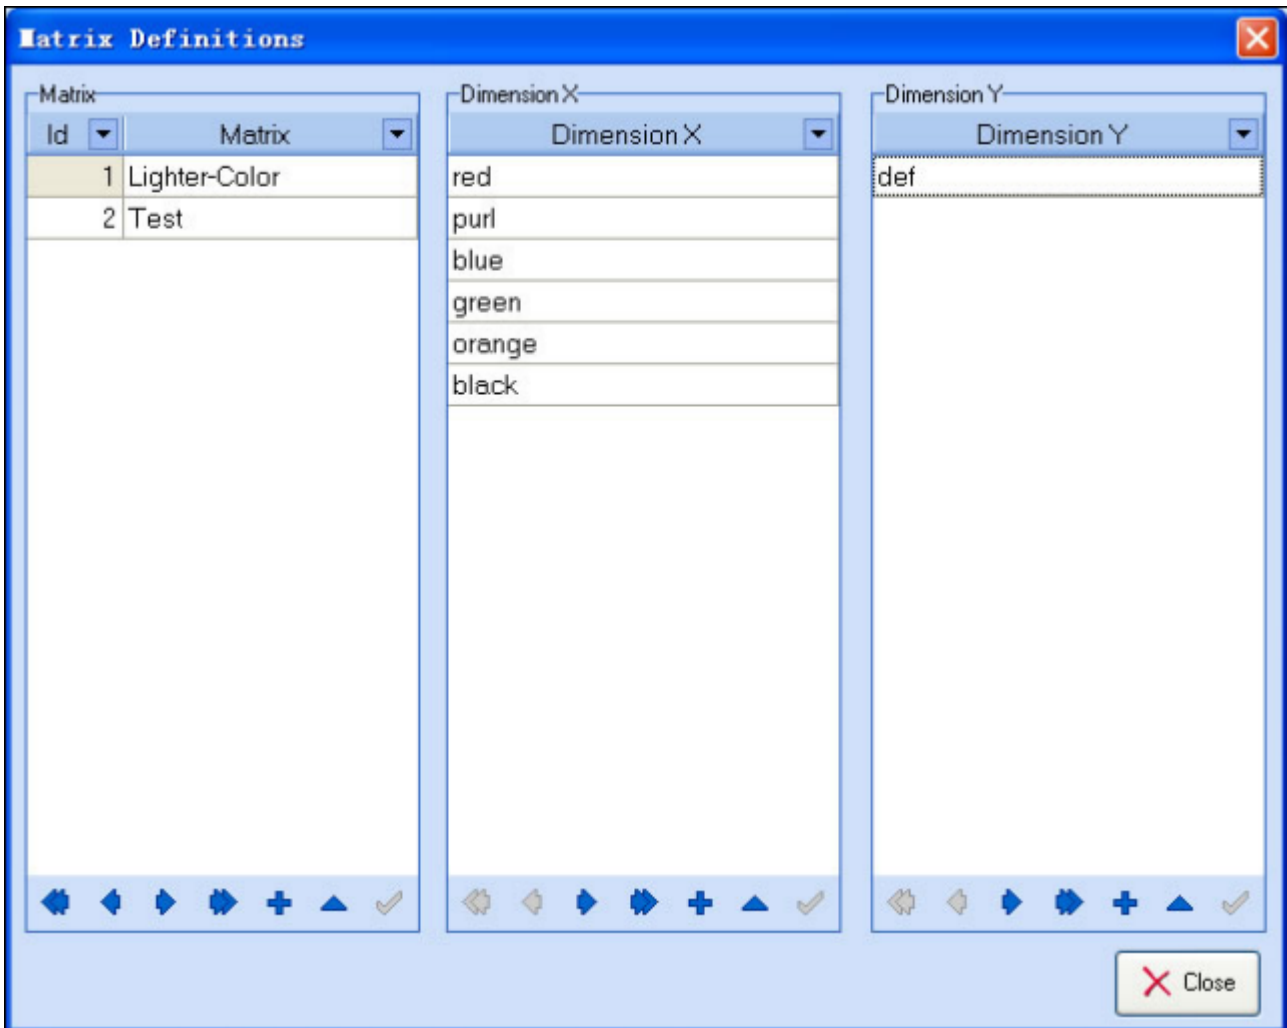 Matrix Definitions
Matrix
Id Matrix
1 Lighter-Color
2 Test
Dimension X
Dimension X
red
purl
blue
green
orange
black
Dimension Y
Dimension Y
def
Close